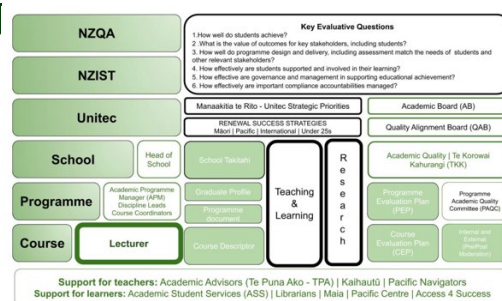 NZQA
Key Evaluative Questions
1.How well do students achieve?
2 .What is the value of outcomes for key stakeholders, including students?
3. How well do programme design and delivery, including assessment match the needs of students and
other relevant stakeholders?
4. How effectively are students supported and involved in their learning?
5. How effective are governance and management in supporting educational achievement?
6. How effectively are important compliance accountabilities managed?
NZIST
Unitec
Manaakitia te Rito - Unitec Strategic Priorities
Academic Board (AB)
RENEWAL SUCCESS STRATEGIES
Māori | Pacific | International | Under 25s
Quality Alignment Board (QAB)
School
Head of
School
School Takitahi
Teaching
&
Learning
Research
Academic Quality | Te Korowai
Kahurangi (TKK)
Programme
Academic Programme
Manager (APM)
Discipline Leads
Course Coordinators
Graduate Profile
Programme
document
Programme
Evaluation Plan
(PEP)
Programme
Academic Quality
Committee (PAQC)
Course
Lecturer
Course Descriptor
Course
Evaluation Plan
(CEP)
Internal and
External
(Pre/Post
Moderation)
Support for teachers: Academic Advisors (Te Puna Ako - TPA) | Kaihautū | Pacific Navigators
Support for learners: Academic Student Services (ASS) | Librarians | Maia | Pacific Centre | Access 4 Success